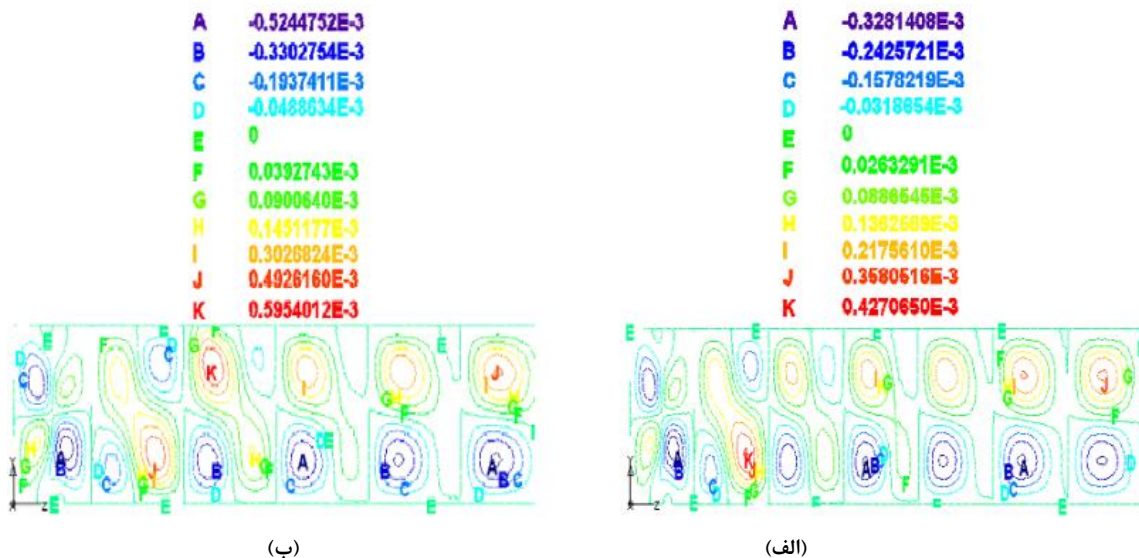 A -0.5244752E-3
B -0.3302754E-3
C -0.1937411E-3
D -0.0488634E-3
E 0
F 0.0392743E-3
G 0.0900640E-3
H 0.1451177E-3
I 0.3026824E-3
J 0.4926160E-3
K 0.5954012E-3
E F E E
D F D G E
C C K I I J
G H H G
F F
D E
H A J B A B A
G B D C H G C B C B C
F G F D F D D
E E E
Y
Z
(ب)
A -0.3281408E-3
B -0.2425721E-3
C -0.1578219E-3
D -0.0318654E-3
E 0
F 0.0263291E-3
G 0.0886545E-3
H
I 0.2175610E-3
J 0.3580516E-3
K 0.4270650E-3
E E E E
F
I H G I J G
G F
A K C D
B C J H A B B A
D G F F D C
E E E E
Y
Z
(الف)